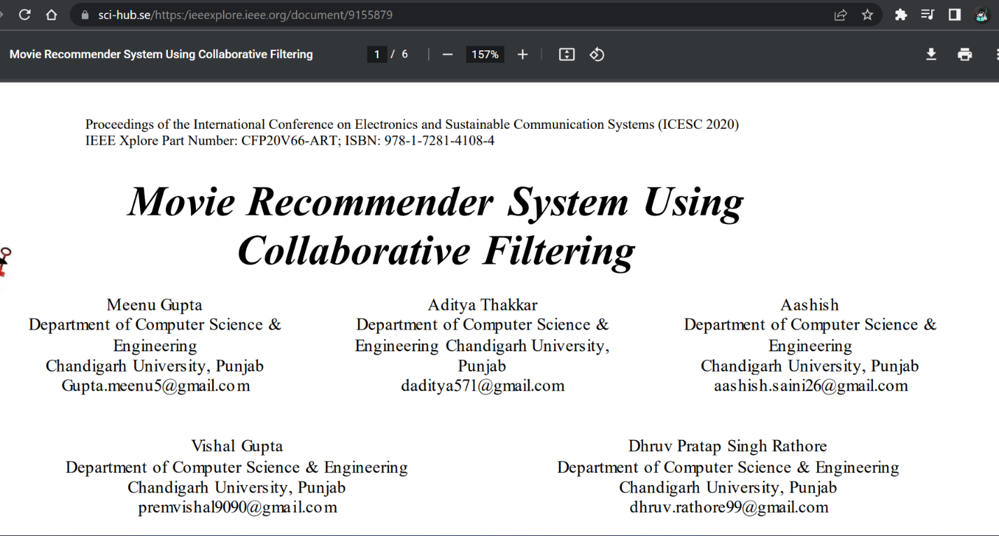 sci-hub.se/https:/ieeexplore.ieee.org/document/9155879
Movie Recommender System Using Collaborative Filtering
1 / 6
157%
Proceedings of the International Conference on Electronics and Sustainable Communication Systems (ICESC 2020)
IEEE Xplore Part Number: CFP20V66-ART; ISBN: 978-1-7281-4108-4
Movie Recommender System Using
Collaborative Filtering
Meenu Gupta
Department of Computer Science &
Engineering
Chandigarh University, Punjab
Gupta.meenu5@gmail.com
Aditya Thakkar
Department of Computer Science &
Engineering Chandigarh University,
Punjab
daditya571@gmail.com
Aashish
Department of Computer Science &
Engineering
Chandigarh University, Punjab
aashish.saini26@gmail.com
Vishal Gupta
Department of Computer Science & Engineering
Chandigarh University, Punjab
premvishal9090@gmail.com
Dhruv Pratap Singh Rathore
Department of Computer Science & Engineering
Chandigarh University, Punjab
dhruv.rathore99@gmail.com